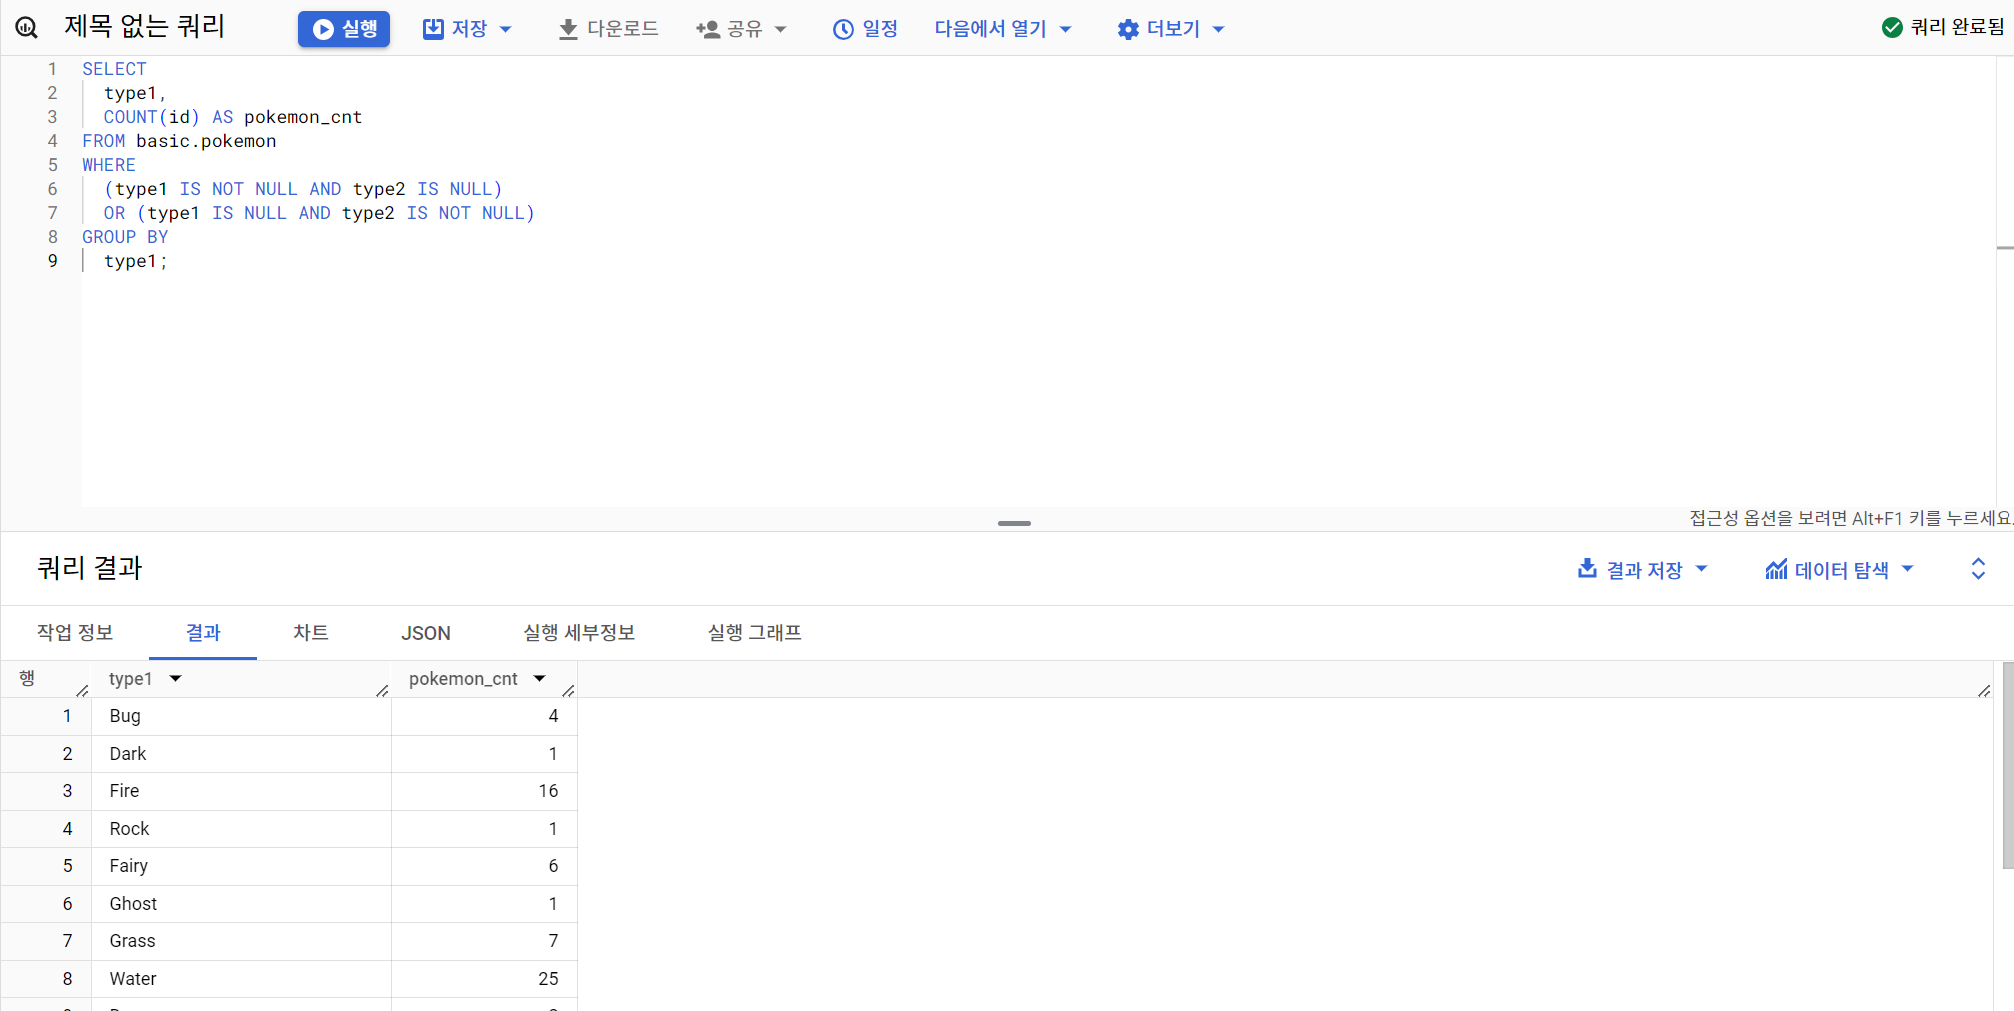 제목 없는 쿼리 실행 저장 다운로드 공유 일정 다음에서 열기 더보기 쿼리 완료됨
1 SELECT
2 type1,
3 COUNT(id) AS pokemon_cnt
4 FROM basic.pokemon
5 WHERE
6 (type1 IS NOT NULL AND type2 IS NULL)
7 OR (type1 IS NULL AND type2 IS NOT NULL)
8 GROUP BY
9 type1;
접근성 옵션을 보려면 Alt+F1 키를 누르세요.
쿼리 결과 결과 저장 데이터 탐색
작업 정보 결과 차트 JSON 실행 세부정보 실행 그래프
행 type1 pokemon_cnt
1 Bug 4
2 Dark 1
3 Fire 16
4 Rock 1
5 Fairy 6
6 Ghost 1
7 Grass 7
8 Water 25